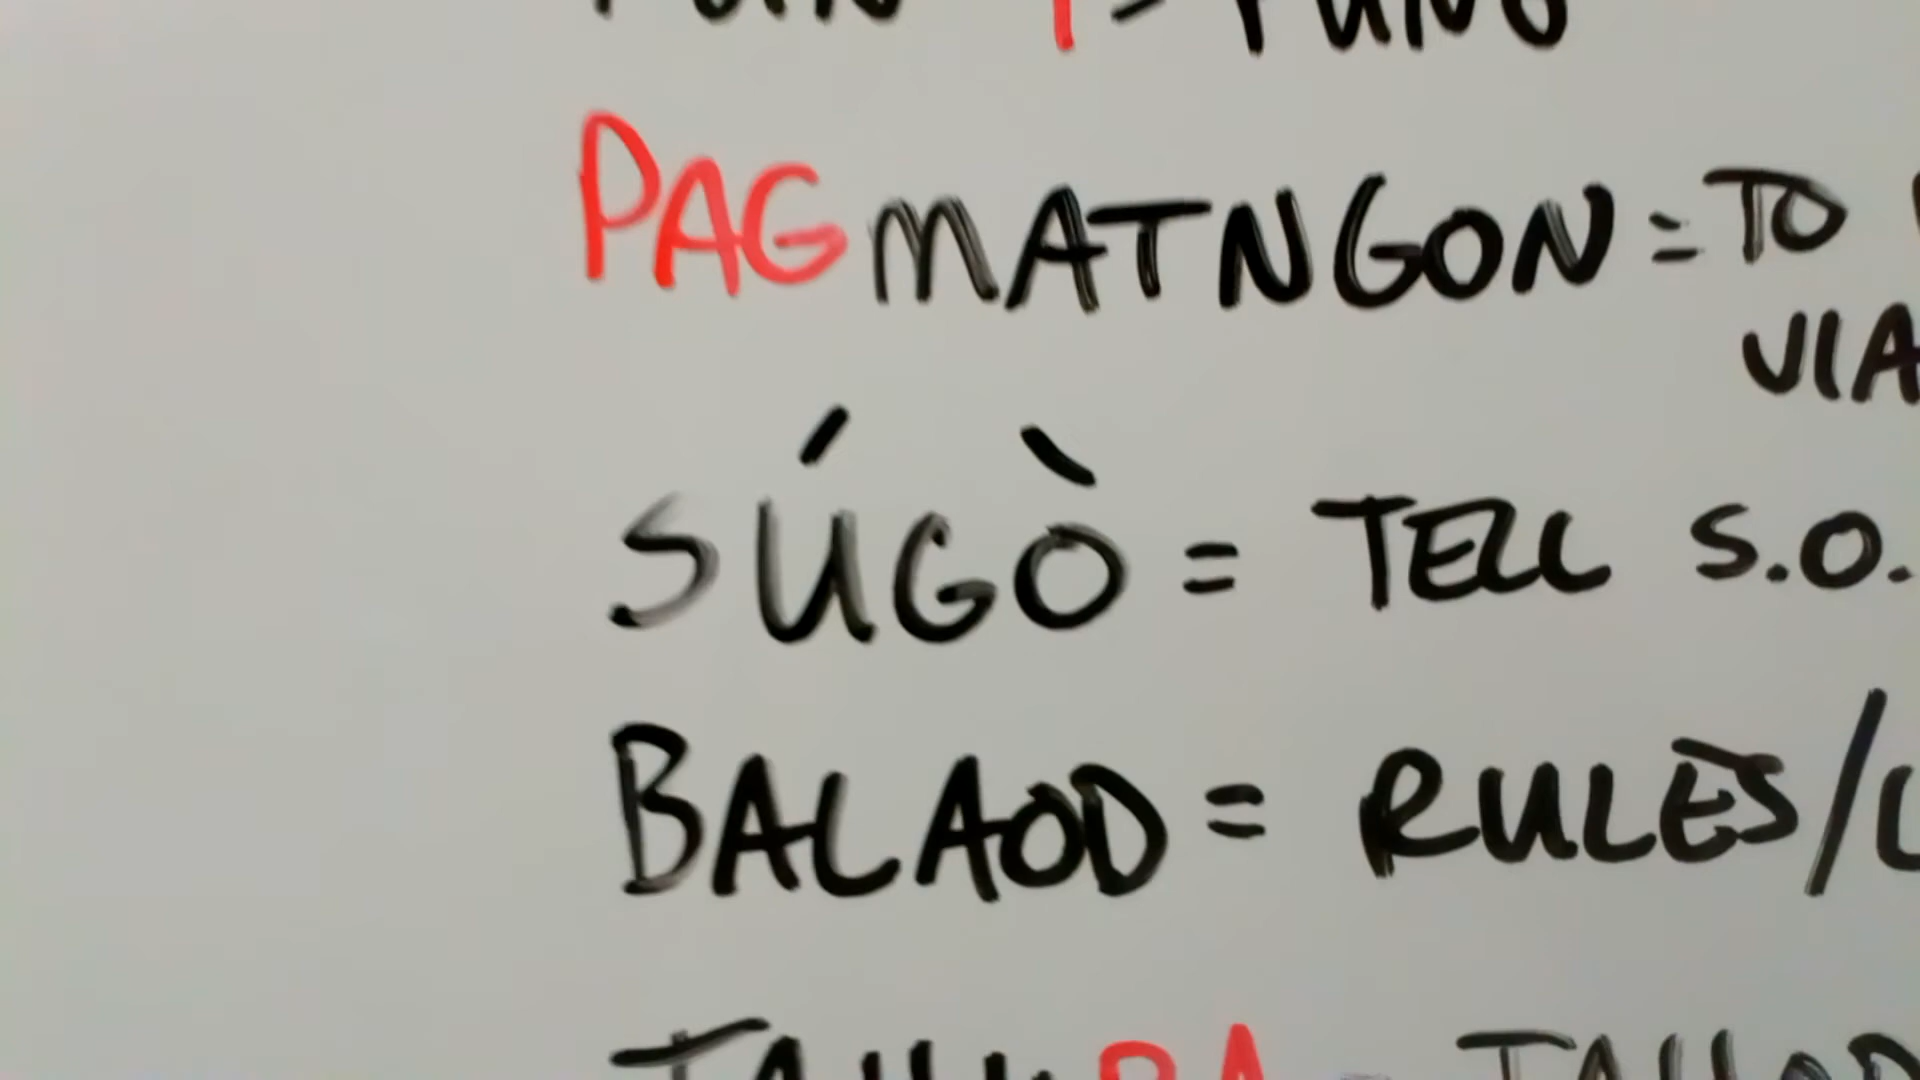 PAGMATNGON = TO
VIA
SÚGÒ = TELL S.O.
BALAOD = RULES/